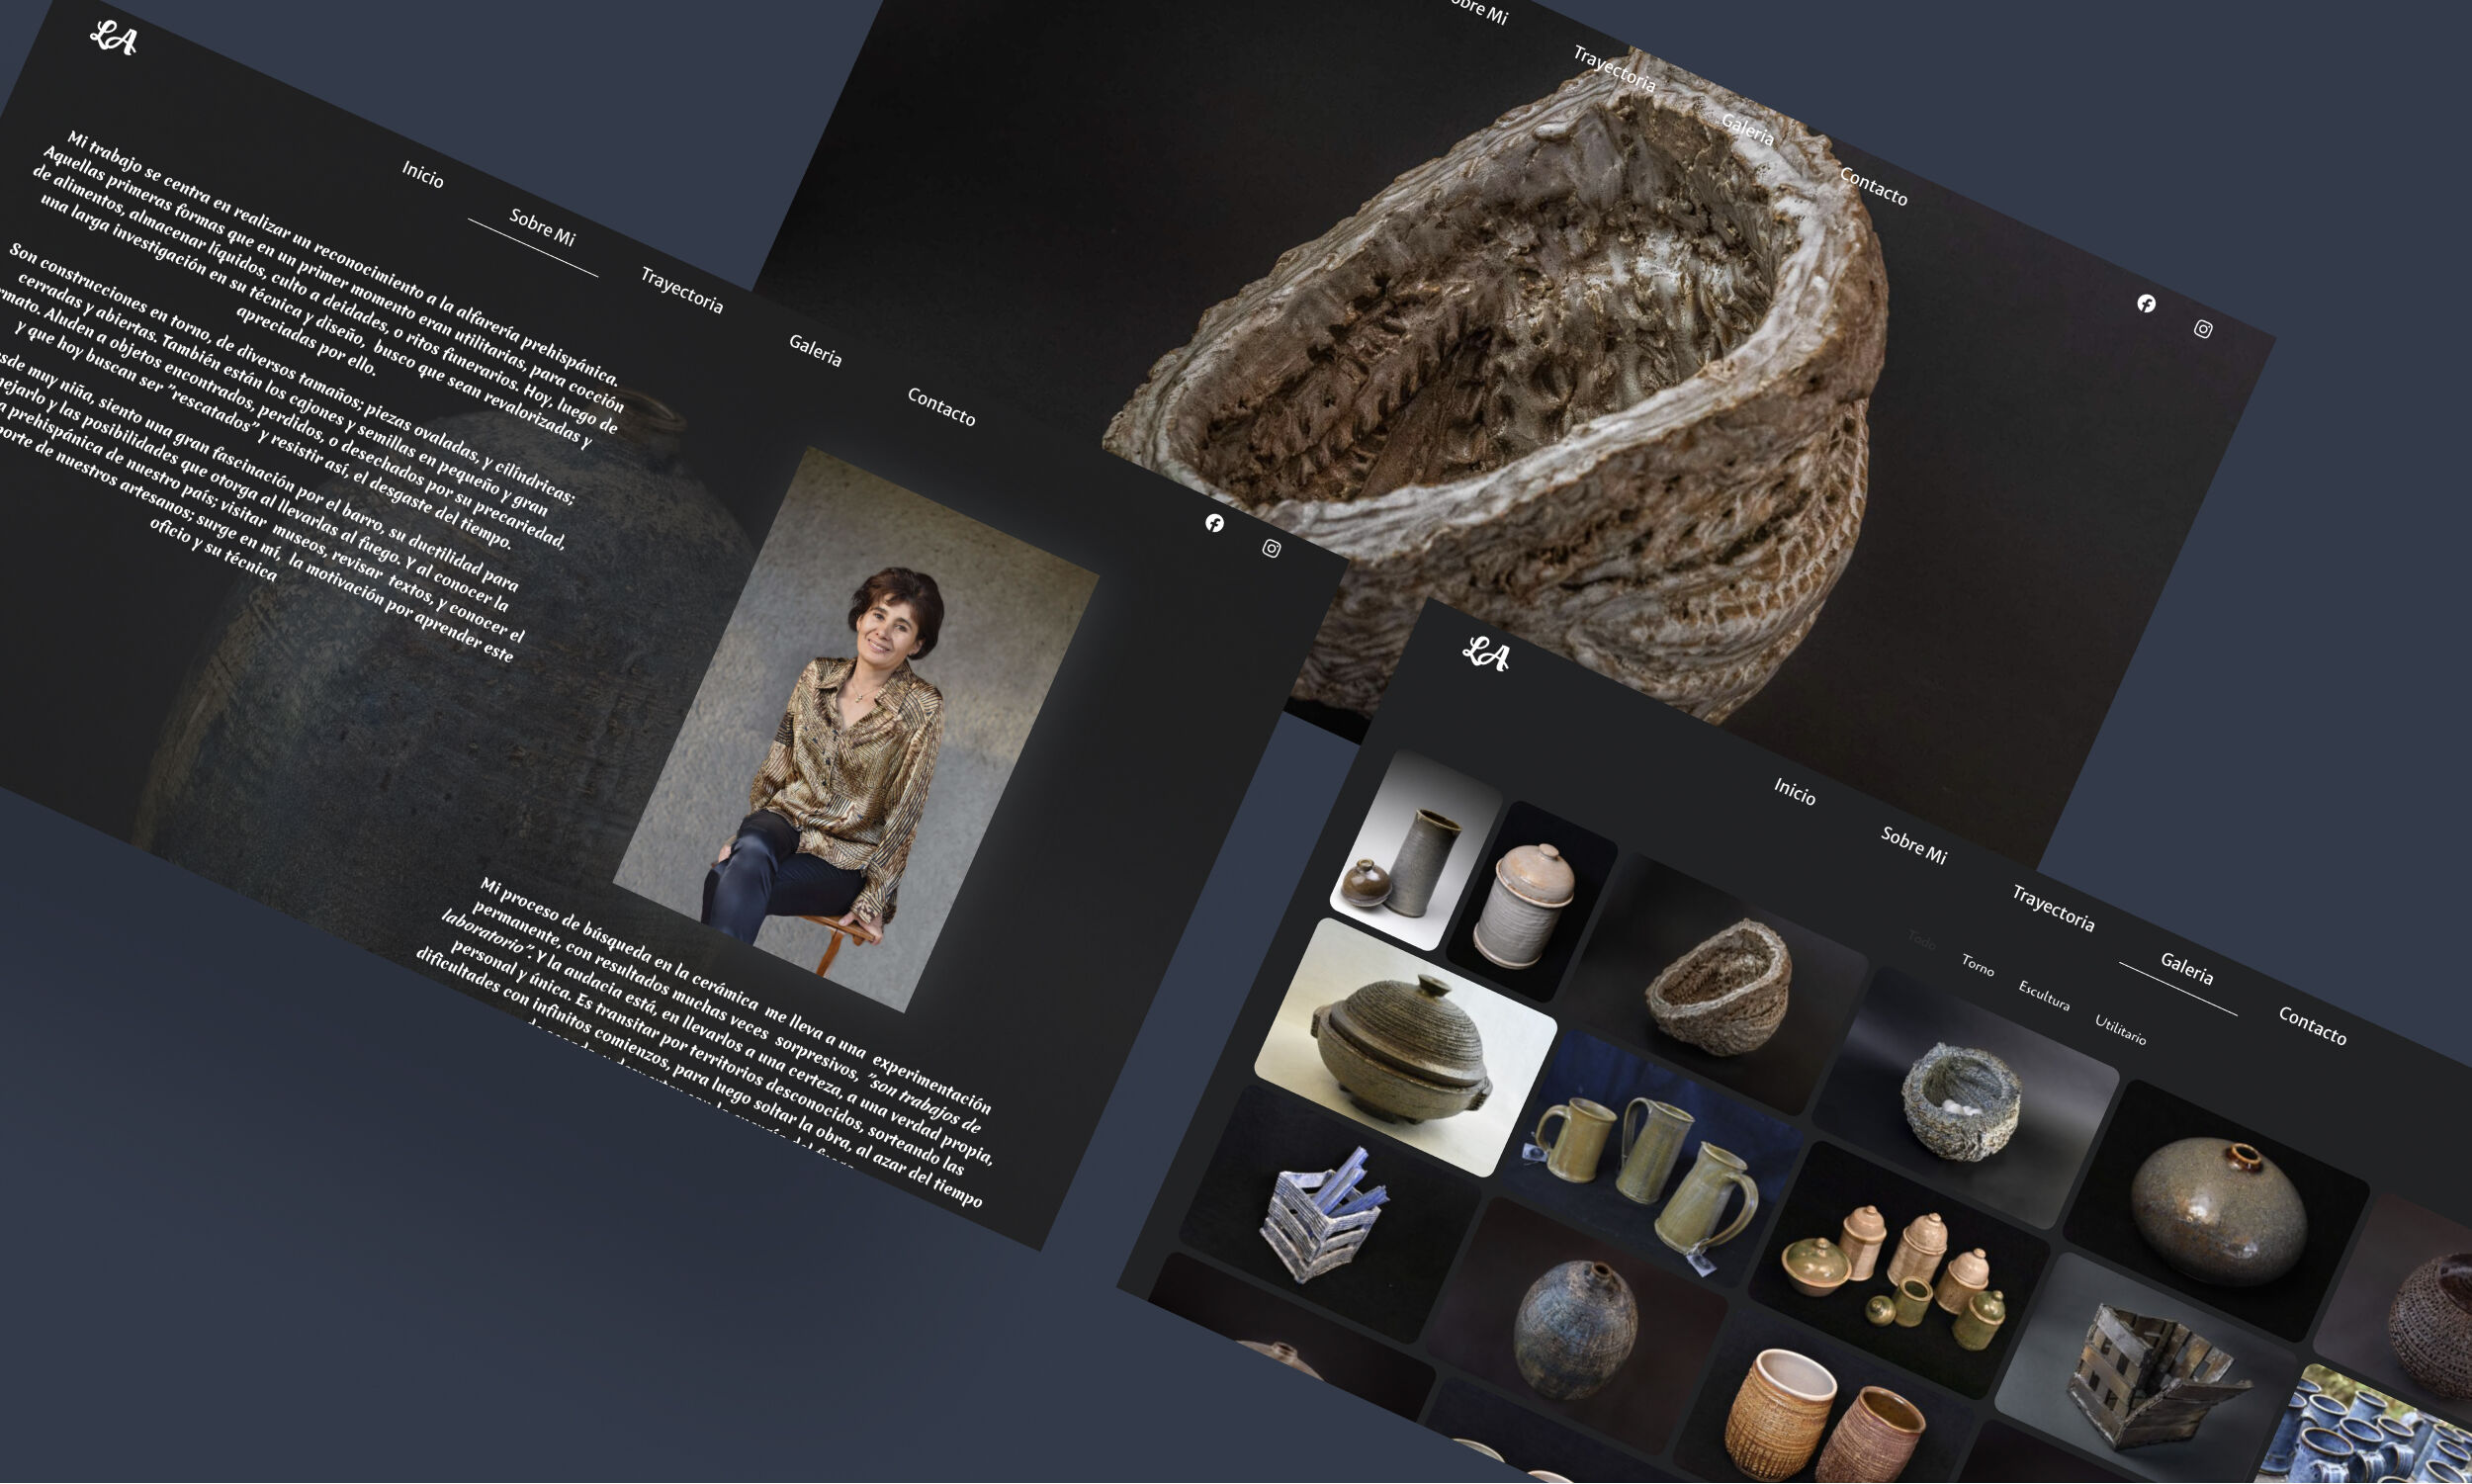 LA
Inicio
Sobre Mi
Trayectoria
Galeria
Contacto
Mi trabajo se centra en realizar un reconocimiento a la alfarería prehispánica.
Aquellas primeras formas que en un primer momento eran utilitarias, para cocción
de alimentos, almacenar líquidos, culto a deidades, o ritos funerarios. Hoy, luego de
una larga investigación en su técnica y diseño, busco que sean revalorizadas y
apreciadas por ello.
Son construcciones en torno, de diversos tamaños; piezas ovaladas, y cilíndricas;
cerradas y abiertas. También están los cajones y semillas en pequeño y gran
rmato. Aluden a objetos encontrados, perdidos, o desechados por su precariedad,
y que hoy buscan ser "rescatados" y resistir así, el desgaste del tiempo.
sde muy niña, siento una gran fascinación por el barro, su ductilidad para
nejarlo y las posibilidades que otorga al llevarlas al fuego. Y al conocer la
a prehispánica de nuestro país; visitar museos, revisar textos, y conocer el
porte de nuestros artesanos; surge en mí, la motivación por aprender este
oficio y su técnica
Mi proceso de búsqueda en la cerámica me lleva a una experimentación
permanente, con resultados muchas veces sorpresivos, "son trabajos de
laboratorio". Y la audacia está, en llevarlos a una certeza, a una verdad propia,
personal y única. Es transitar por territorios desconocidos, sorteando las
dificultades con infinitos comienzos, para luego soltar la obra, al azar del tiempo
obre Mi
Trayectoria
Galeria
Contacto
LA
Inicio
Sobre Mi
Trayectoria
Galeria
Contacto
Todo
Torno
Escultura
Utilitario